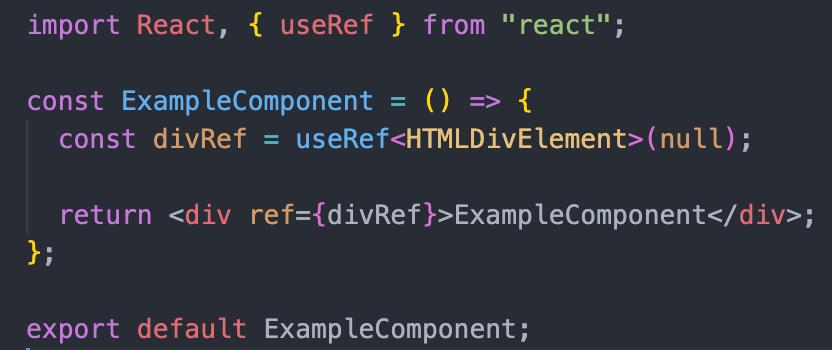 import React, { useRef } from "react";
const ExampleComponent = () => {
  const divRef = useRef<HTMLDivElement>(null);
  return <div ref={divRef}>ExampleComponent</div>;
};
export default ExampleComponent;